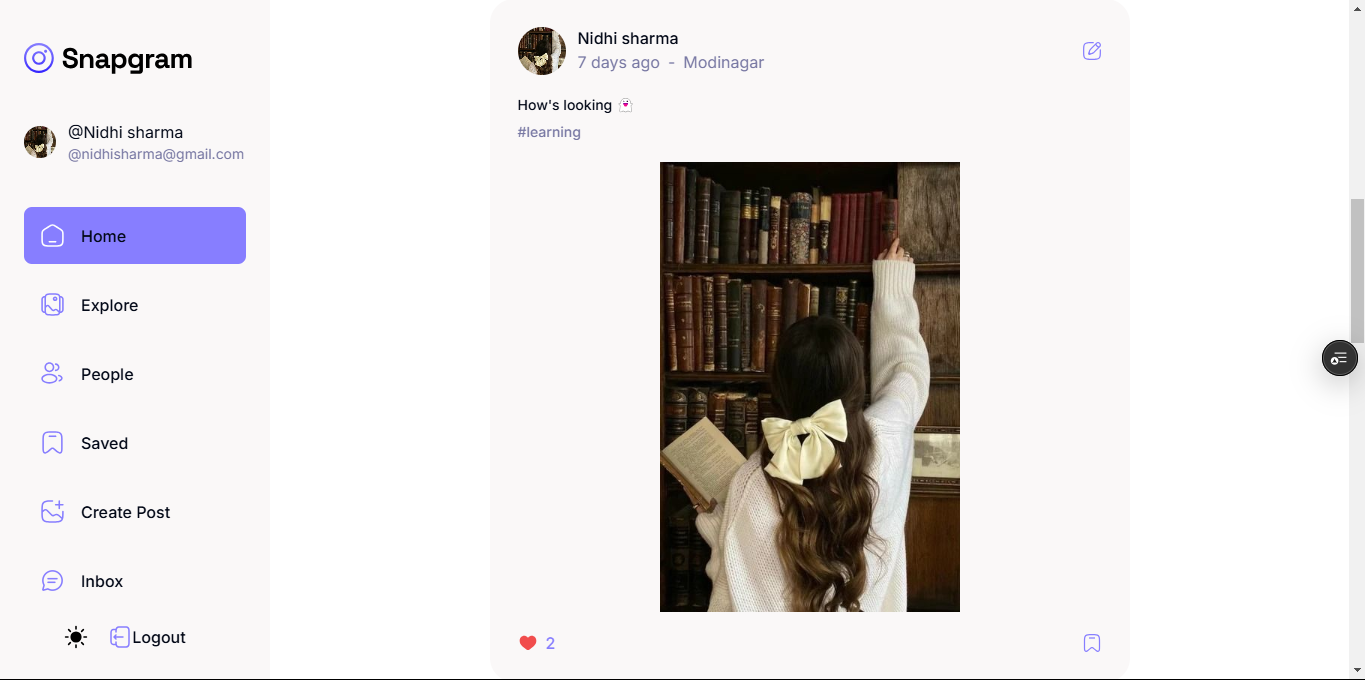 Snapgram
@Nidhi sharma
@nidhisharma@gmail.com
Home
Explore
People
Saved
Create Post
Inbox
Logout
Nidhi sharma
7 days ago - Modinagar
How's looking 👻
#learning
2